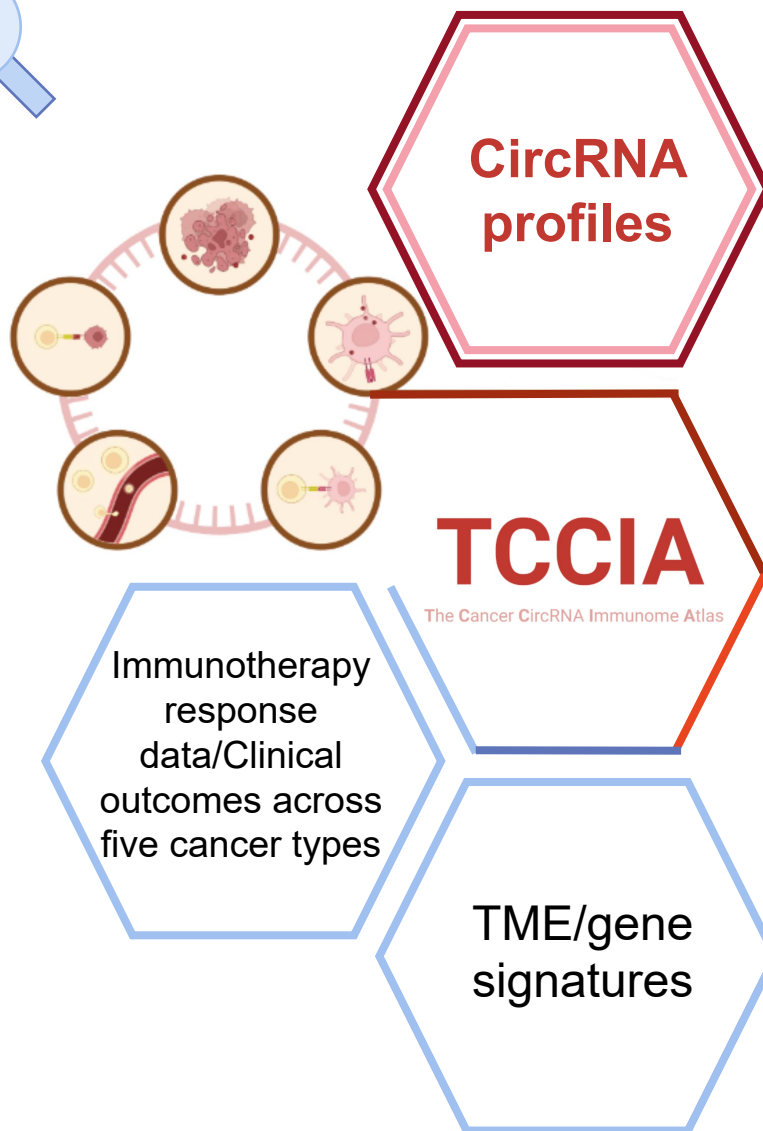 CircRNA
profiles
TCCIA
The Cancer CircRNA Immunome Atlas
Immunotherapy
response
data/Clinical
outcomes across
five cancer types
TME/gene
signatures